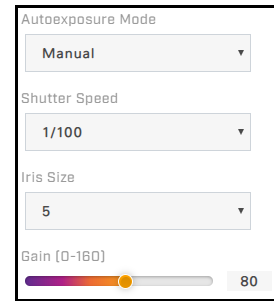 Autoexposure Mode
Manual
Shutter Speed
1/100
Iris Size
5
Gain (0-160)
80